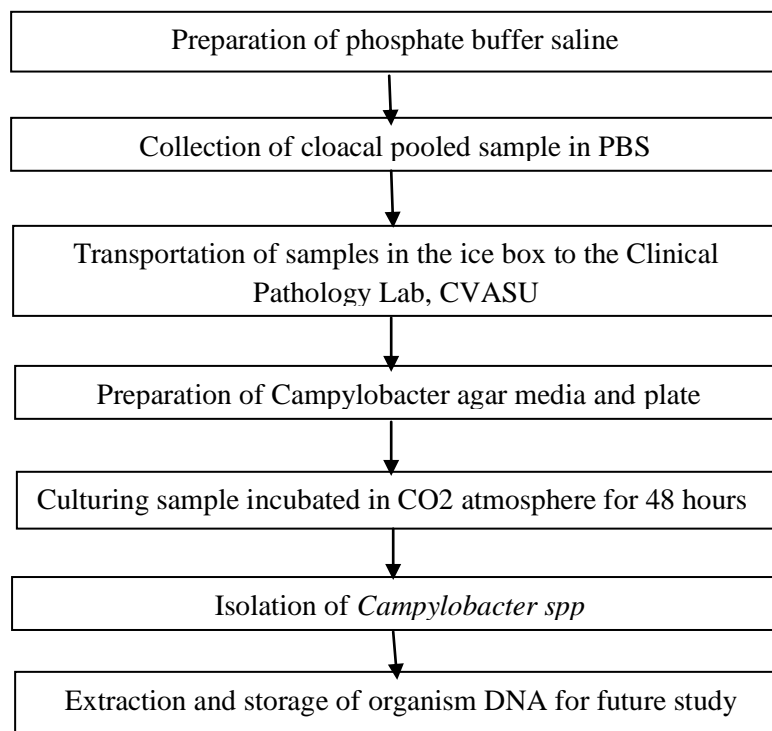 Preparation of phosphate buffer saline
Collection of cloacal pooled sample in PBS
Transportation of samples in the ice box to the Clinical
Pathology Lab, CVASU
Preparation of Campylobacter agar media and plate
Culturing sample incubated in CO2 atmosphere for 48 hours
Isolation of Campylobacter spp
Extraction and storage of organism DNA for future study